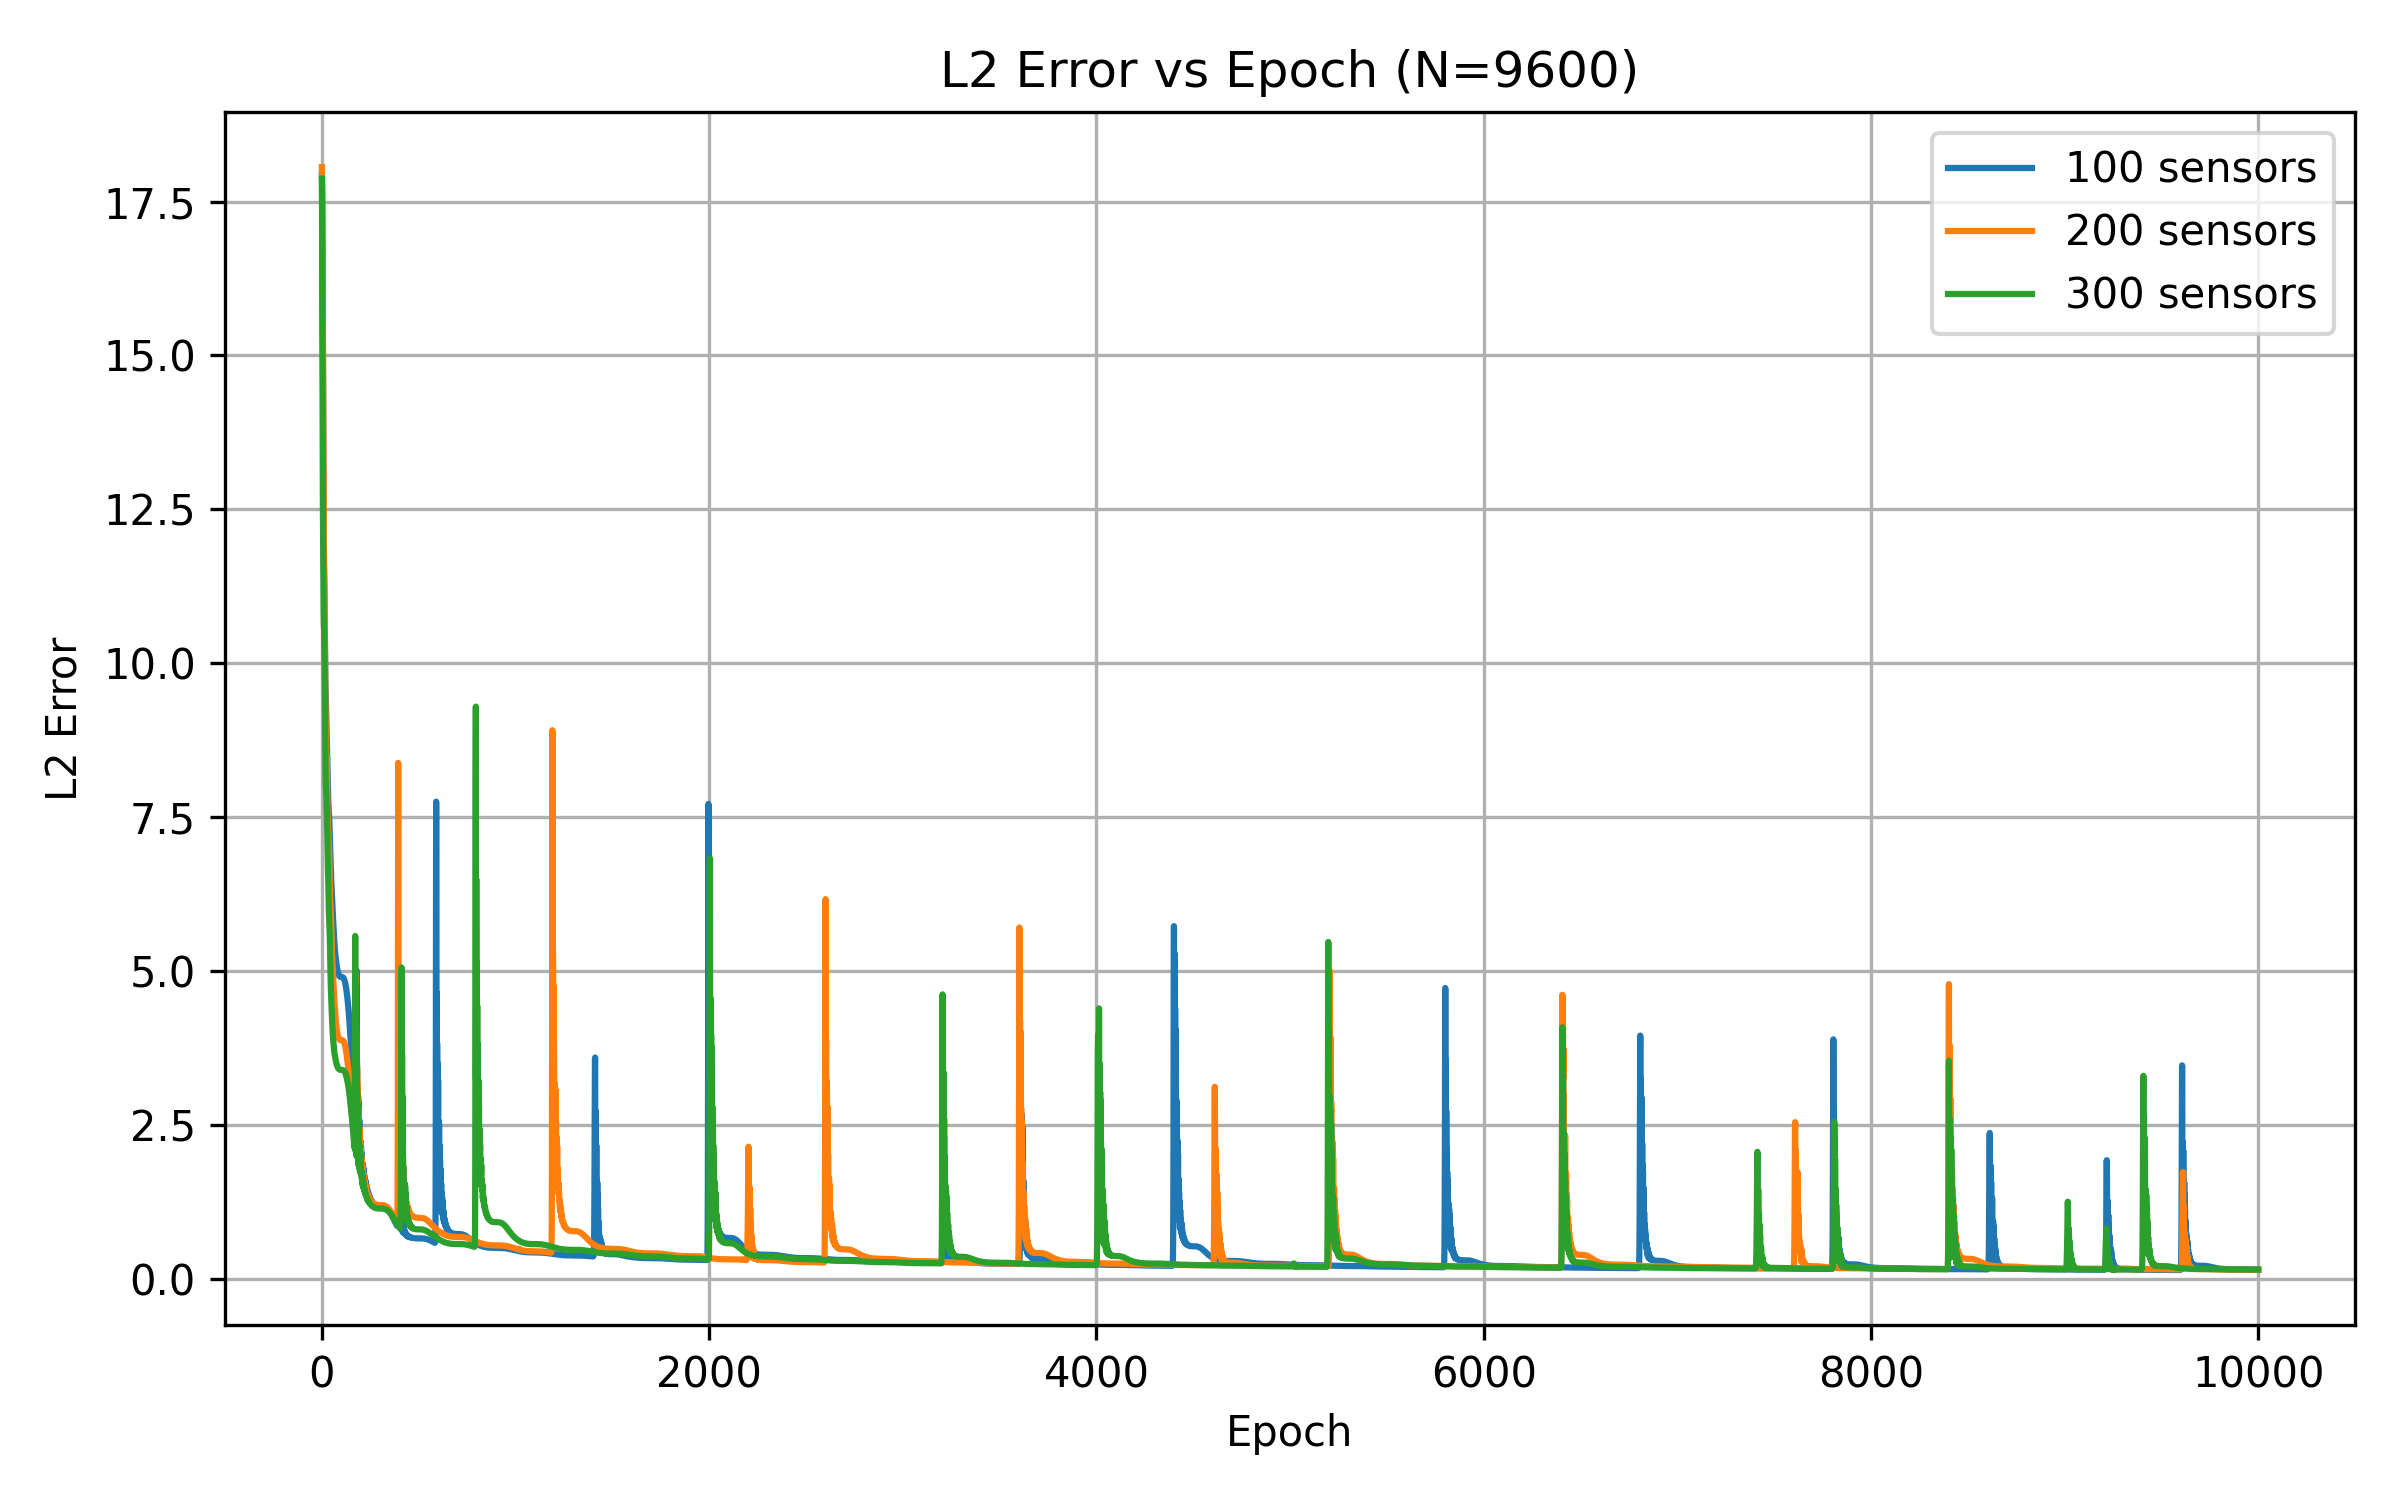 L2 Error vs Epoch (N=9600)
100 sensors
200 sensors
300 sensors
17.5
15.0
12.5
10.0
7.5
5.0
2.5
0.0
L2 Error
0 2000 4000 6000 8000 10000
Epoch